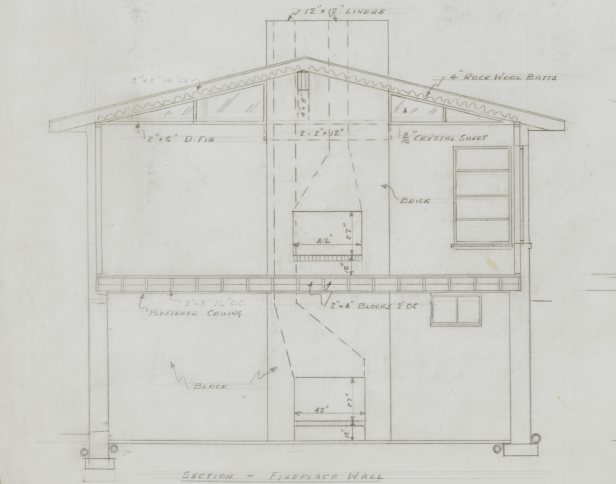 12" x 12" LINERS
4" ROCK WOOL BATTS
2" x 6" D. FIR
2 - 2" x 12"
3/16 CRYSTAL SHEET
BRICK
42"
27"
PLASTERED CEILING
2" x 4" BLOCKS 2' OC
BLOCK
42"
27"
SECTION - FIREPLACE WALL